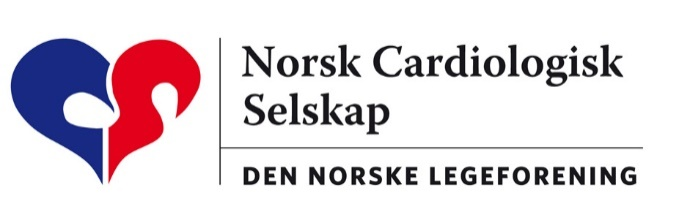 Norsk Cardiologisk
Selskap
DEN NORSKE LEGEFORENING